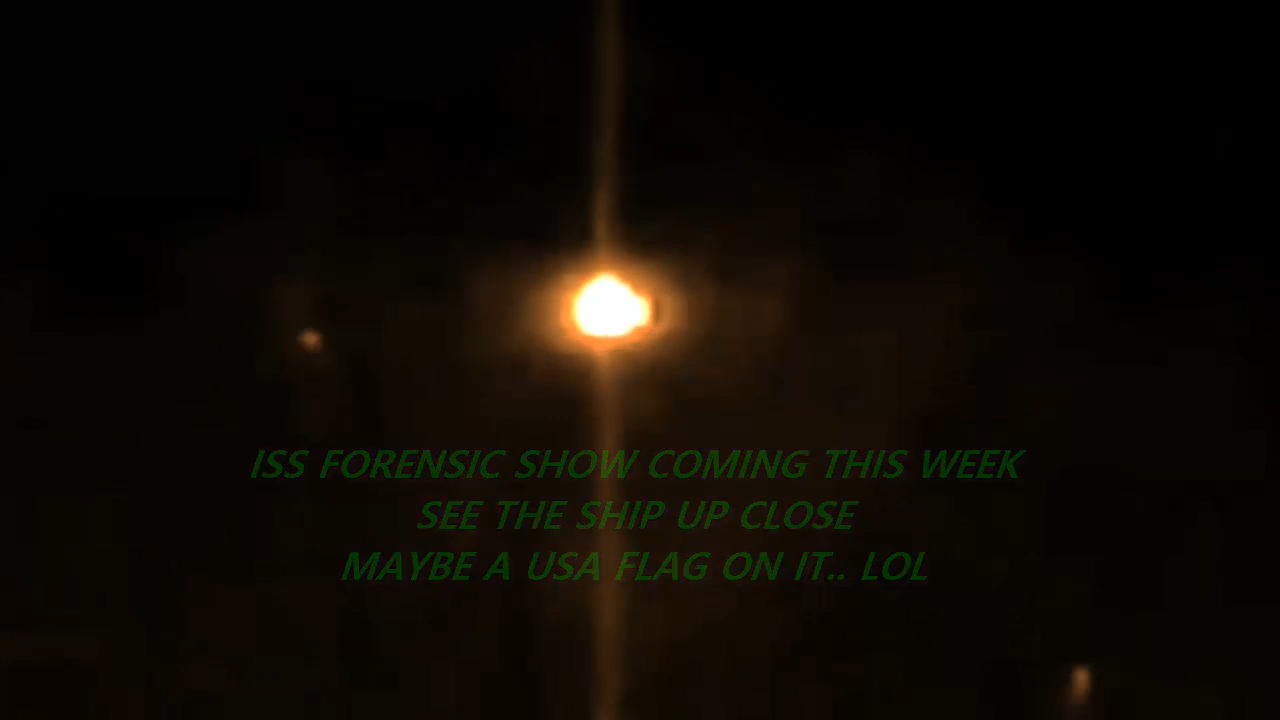 ISS FORENSIC SHOW COMING THIS WEEK
SEE THE SHIP UP CLOSE
MAYBE A USA FLAG ON IT.. LOL